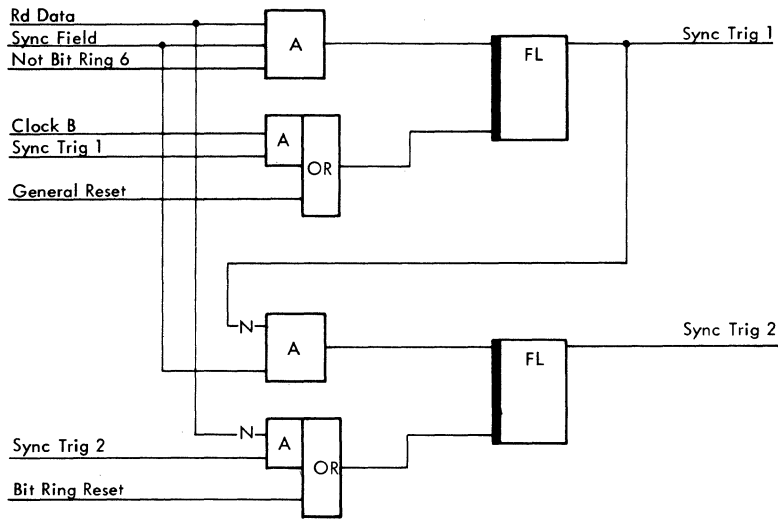 Rd Data
Sync Field
Not Bit Ring 6
A
FL
Sync Trig 1
Clock B
Sync Trig 1
A
OR
General Reset
N
A
FL
Sync Trig 2
N
A
Sync Trig 2
OR
Bit Ring Reset